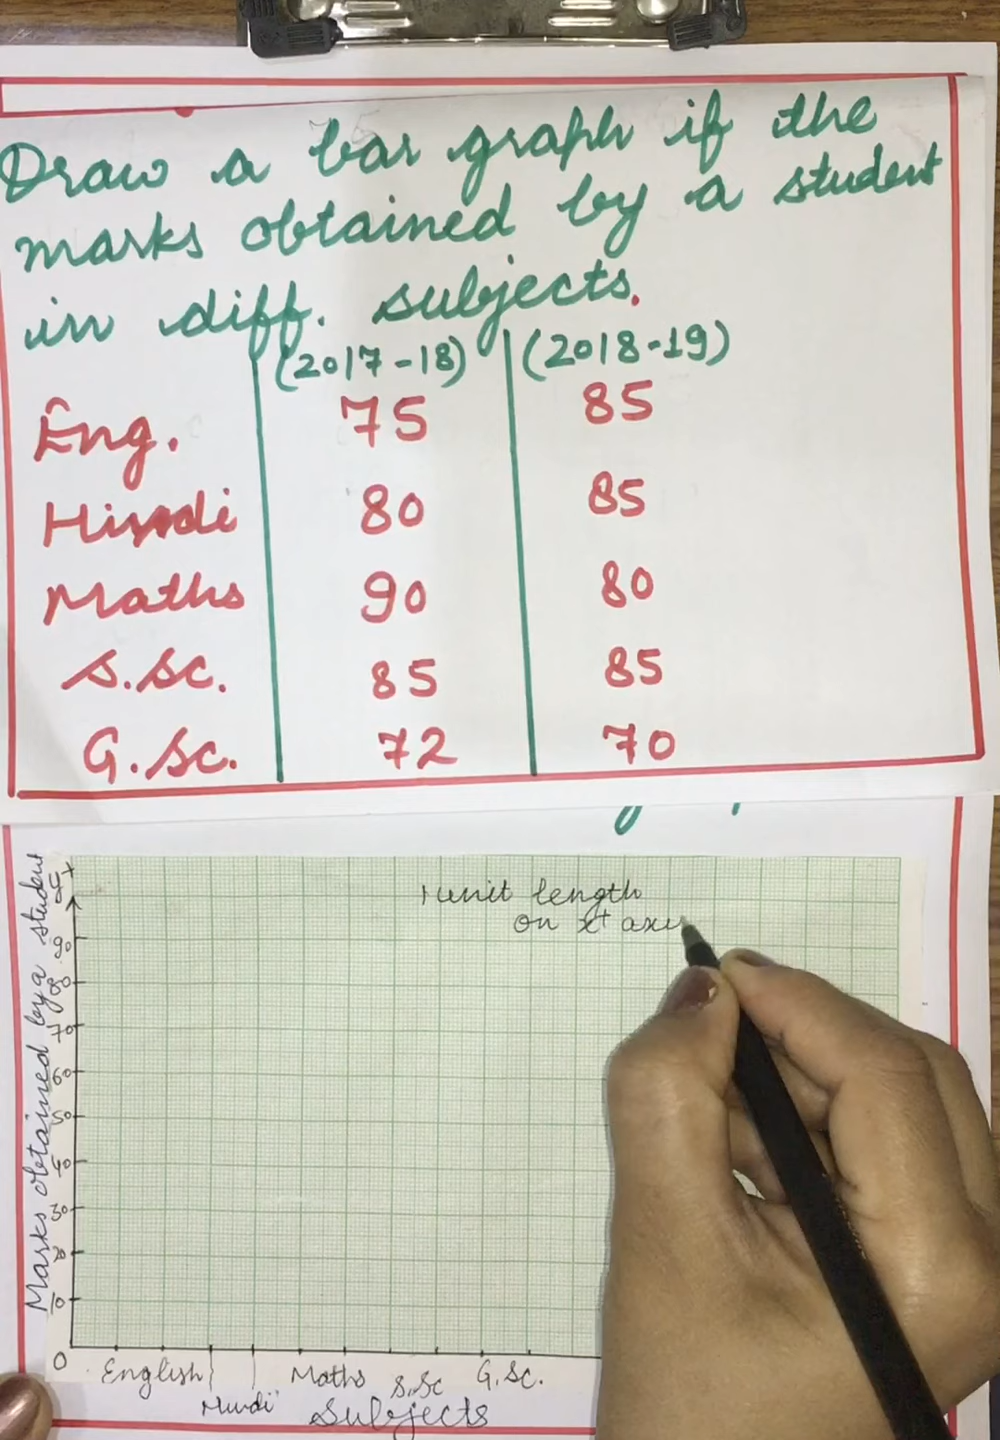 Draw a bar graph if the
marks obtained by a student
in diff. subjects.
(2017-18) (2018-19)
Eng. 75 85
Hindi 80 85
Maths 90 80
S.Sc. 85 85
G.Sc. 72 70
1 unit length
on x+ axis
Marks obtained by a student
Y+
90
80
70
60
50
40
30
20
10
0
English Maths S.Sc G.Sc.
Hindi
Subjects